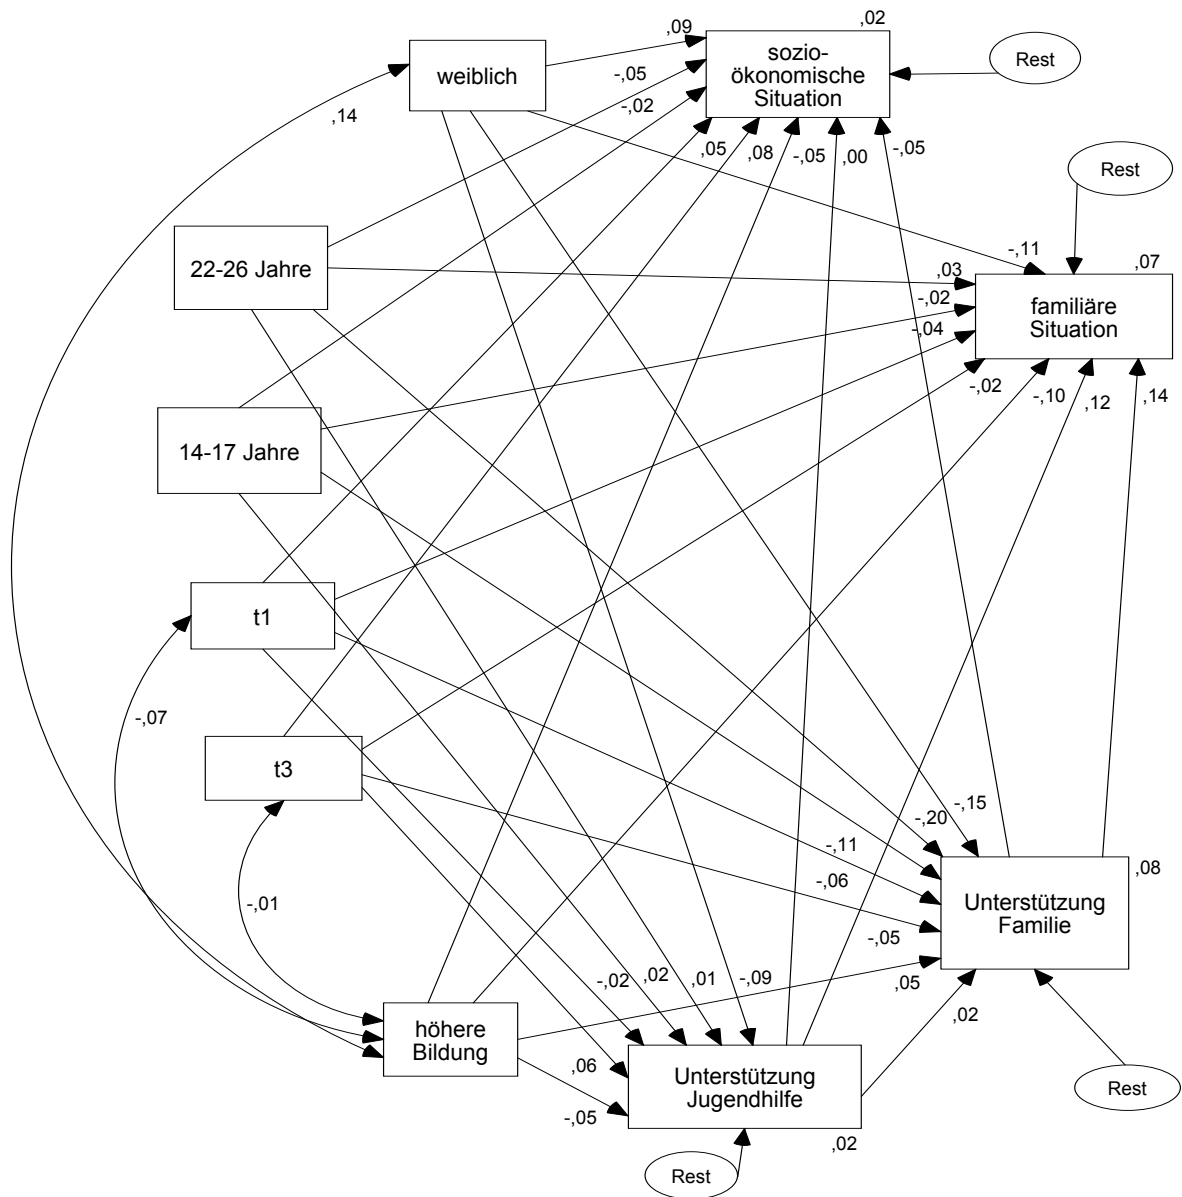 ,02
,09
weiblich
sozio-
ökonomische
Situation
Rest
-,05
-,02
,14
,05
,08
-,05
,00
-,05
Rest
22-26 Jahre
-,11
,07
,03
-,02
-,04
familiäre
Situation
-,02
-,10
,12
,14
14-17 Jahre
t1
-,07
t3
-,15
-,20
-,11
-,06
,08
Unterstützung
Familie
-,01
-,05
-,02
,02
,01
-,09
,05
,02
höhere
Bildung
,06
Unterstützung
Jugendhilfe
-,05
Rest
,02
Rest